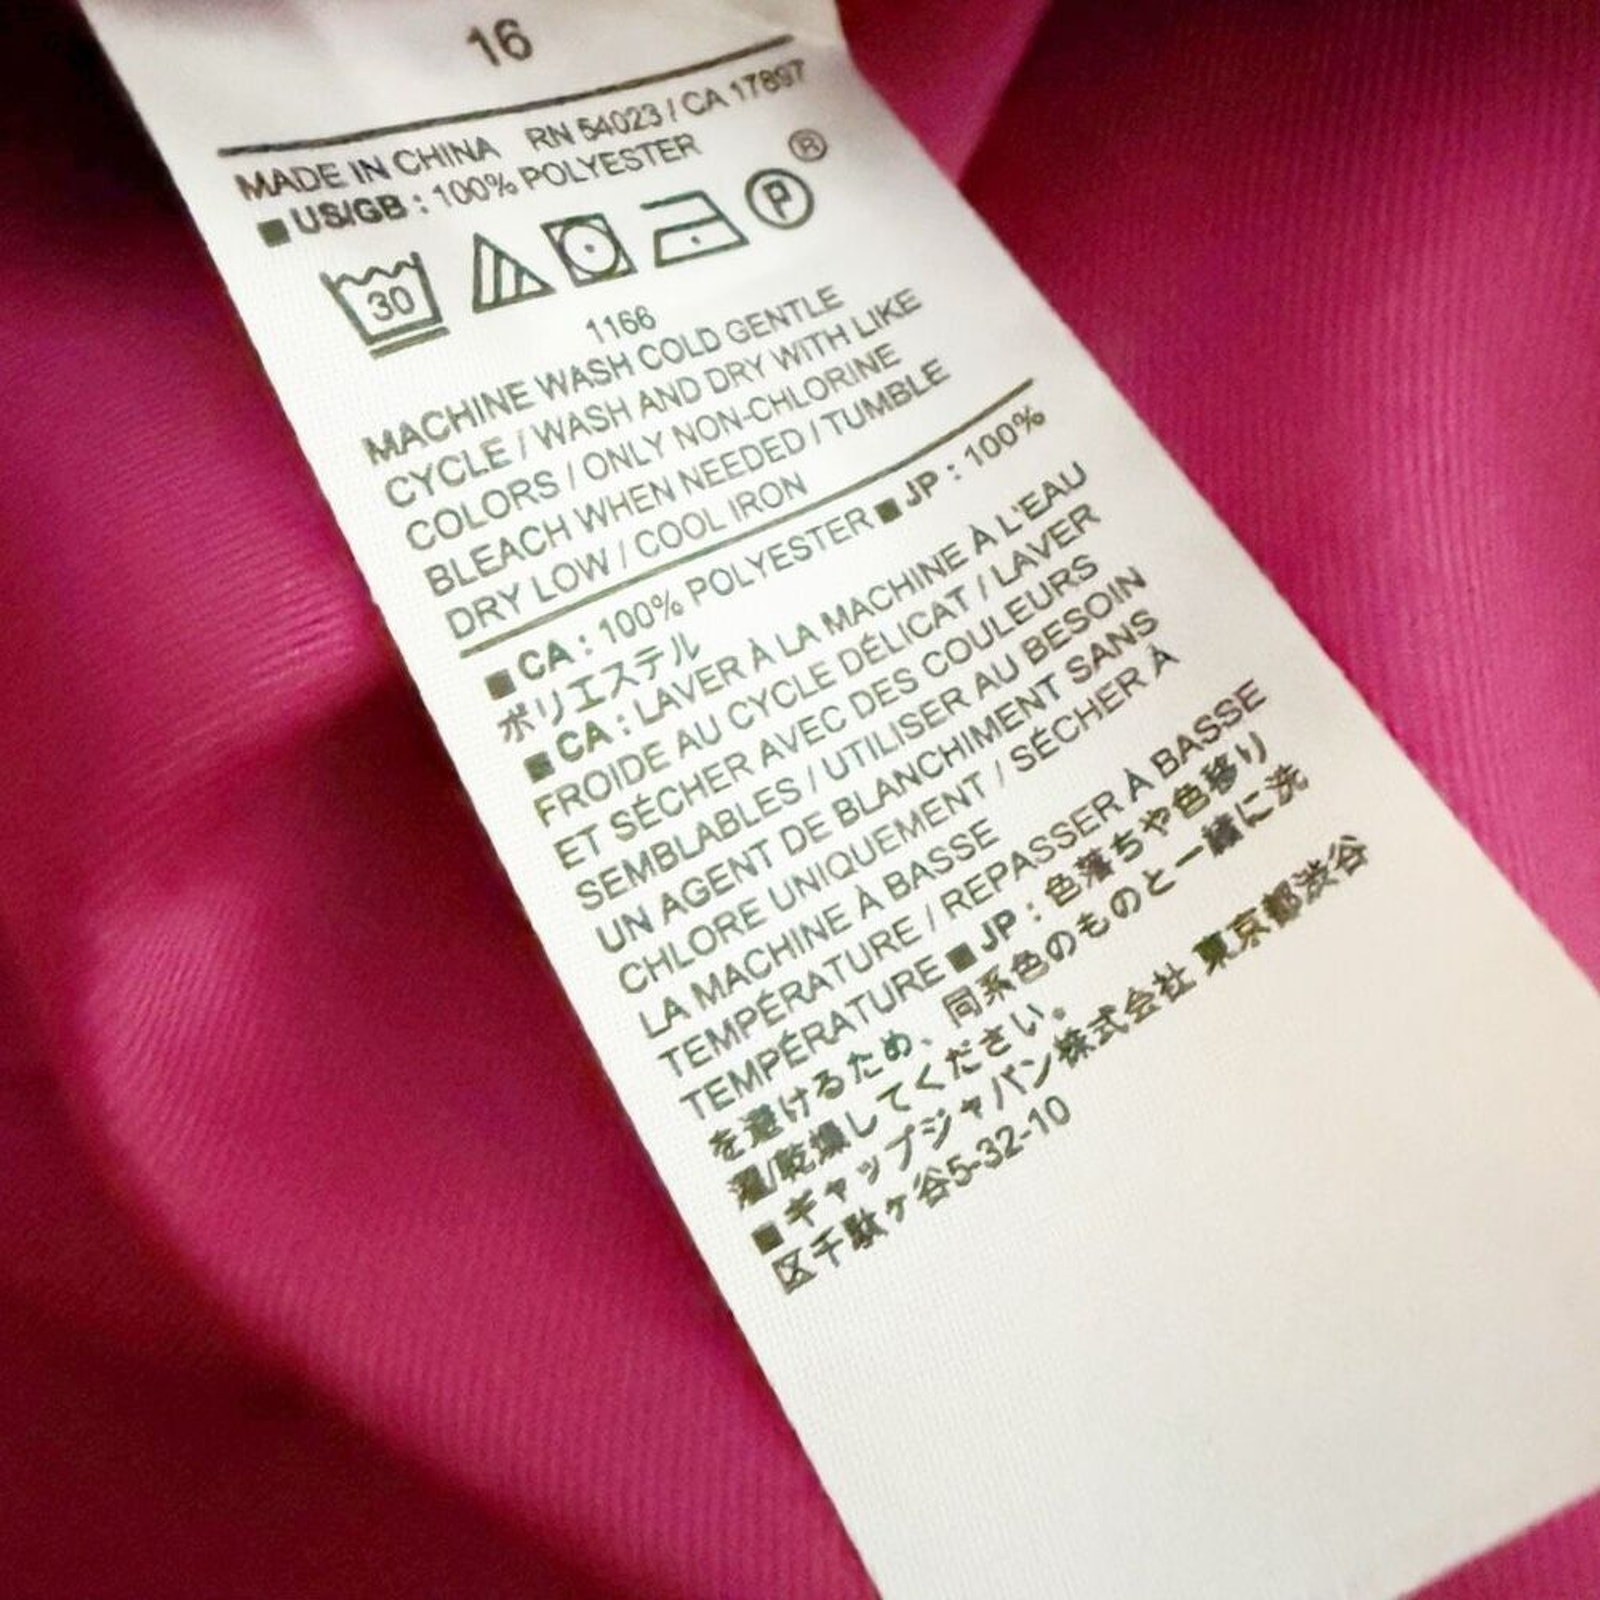 16
MADE IN CHINA RN 54023 / CA 17897
■ US/GB : 100% POLYESTER
30 P ®
1166
MACHINE WASH COLD GENTLE
CYCLE / WASH AND DRY WITH LIKE
COLORS / ONLY NON-CHLORINE
BLEACH WHEN NEEDED / TUMBLE
DRY LOW / COOL IRON
■ CA : 100% POLYESTER ■ JP : 100%
ポリエステル
■ CA : LAVER À LA MACHINE À L'EAU
FROIDE AU CYCLE DÉLICAT / LAVER
ET SÉCHER AVEC DES COULEURS
SEMBLABLES / UTILISER AU BESOIN
UN AGENT DE BLANCHIMENT SANS
CHLORE UNIQUEMENT / SÉCHER À
LA MACHINE À BASSE
TEMPÉRATURE / REPASSER À BASSE
TEMPÉRATURE ■ JP : 色落ちや色移り
を避けるため、同系色のものと一緒に洗
濯/乾燥してください。
■ ギャップジャパン株式会社 東京都渋谷
区千駄ヶ谷5-32-10